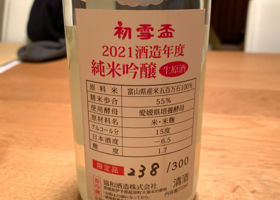 初雪盃
2021酒造年度
純米吟醸 生原酒
原料米 富山県産米五百万石100%
精米歩合 55%
使用酵母 愛媛県培養酵母
原材料名 米・米麹
アルコール分 15度
日本酒度 -6.5
酸度 1.7
限定品 238/300
協和酒造株式会社
清酒